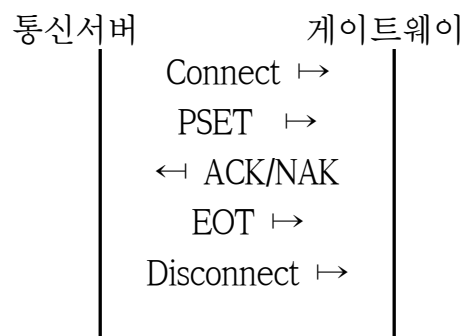 통신서버 게이트웨이
Connect ↦
PSET ↦
↤ ACK/NAK
EOT ↦
Disconnect ↦